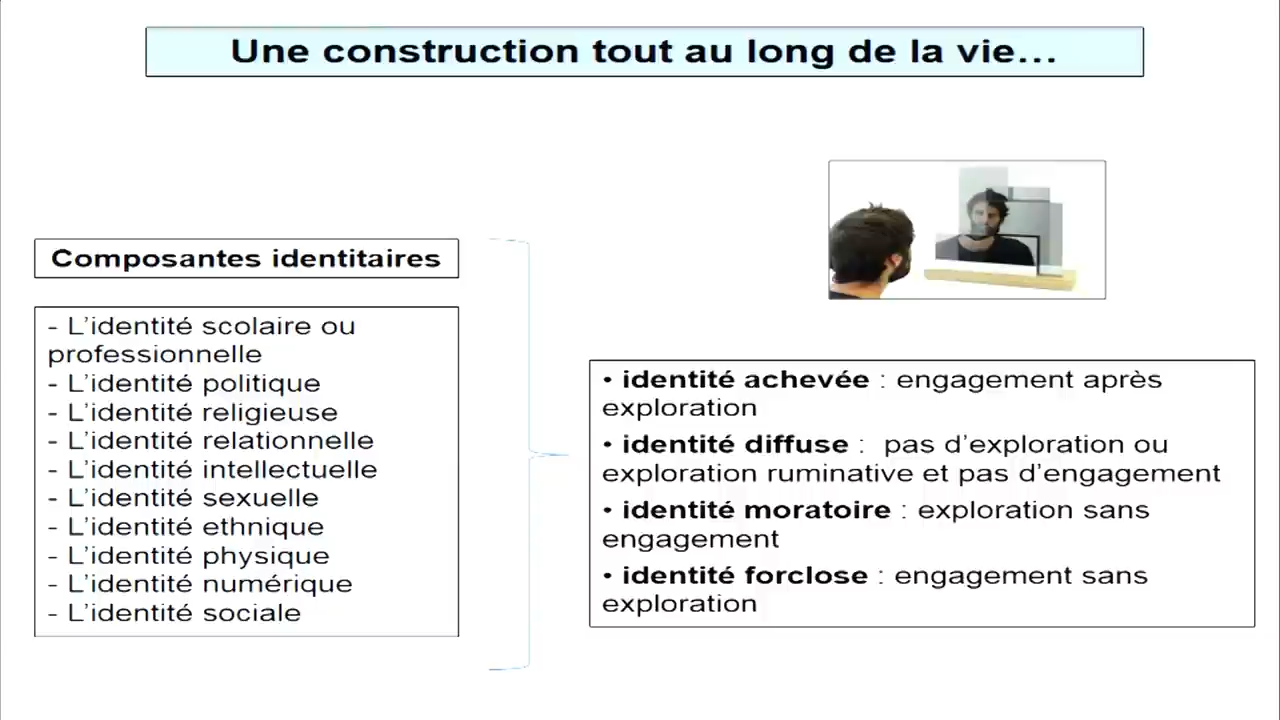 Une construction tout au long de la vie…
Composantes identitaires
- L’identité scolaire ou
professionnelle
- L’identité politique
- L’identité religieuse
- L’identité relationnelle
- L’identité intellectuelle
- L’identité sexuelle
- L’identité ethnique
- L’identité physique
- L’identité numérique
- L’identité sociale
• identité achevée : engagement après
exploration
• identité diffuse : pas d’exploration ou
exploration ruminative et pas d’engagement
• identité moratoire : exploration sans
engagement
• identité forclose : engagement sans
exploration